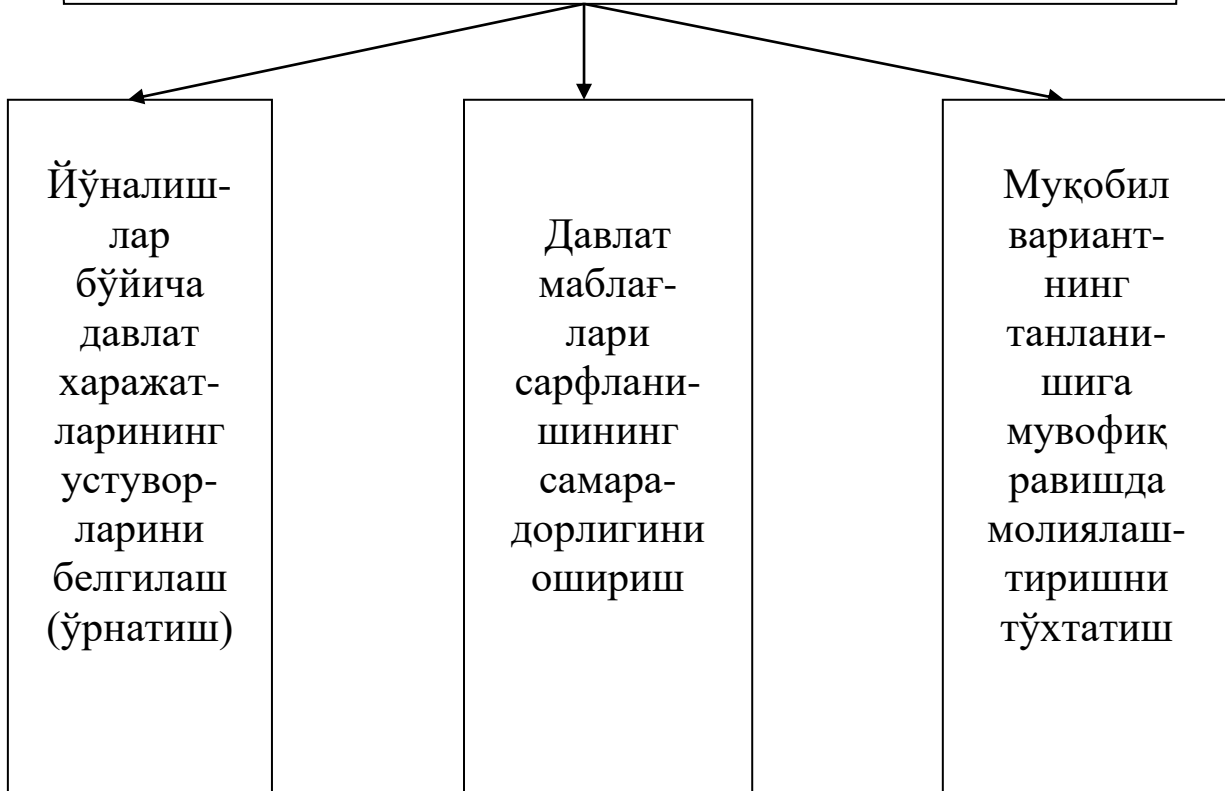 Йўналиш-
лар
бўйича
давлат
харажат-
ларининг
устувор-
ларини
белгилаш
(ўрнатиш)
Давлат
маблағ-
лари
сарфлани-
шининг
самара-
дорлигини
ошириш
Муқобил
вариант-
нинг
танлани-
шига
мувофиқ
равишда
молиялаш-
тиришни
тўхтатиш